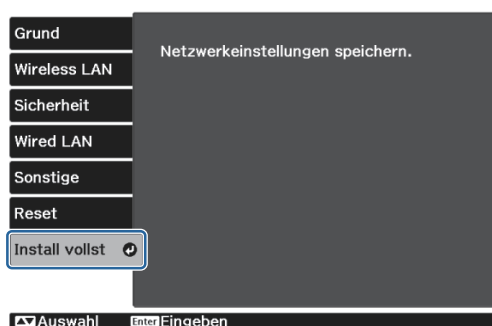 Grund
Netzwerkeinstellungen speichern.
Wireless LAN
Sicherheit
Wired LAN
Sonstige
Reset
Install vollst
Auswahl Enter Eingeben